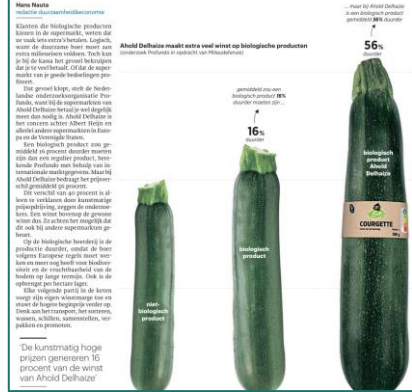 Hans Nauta
redactie duurzaamheid&economie
Klanten die biologische producten
kiezen in de supermarkt, weten dat
ze vaak iets extra's betalen. Logisch,
want de duurzame boer moet aan
extra milieueisen voldoen. Toch kan
je bij de kassa het gevoel bekruipen
dat je te veel betaalt. Of dat de super-
markt van je goede bedoelingen pro-
fiteert.
Dat gevoel klopt, stelt de Neder-
landse onderzoeksorganisatie Pro-
fundo, want bij de supermarkten van
Ahold Delhaize betaal je wel degelijk
meer dan nodig is. Ahold Delhaize is
het concern achter Albert Heijn en
allerlei andere supermarkten in Euro-
pa en de Verenigde Staten.
Een biologisch product zou ge-
middeld 16 procent duurder moeten
zijn dan een regulier product, bere-
kende Profundo met behulp van in-
ternationale marktgegevens. Maar bij
Ahold Delhaize bedraagt het prijsver-
schil gemiddeld 56 procent.
Dit verschil van 40 procent is al-
leen te verklaren door kunstmatige
prijsopdrijving, zeggen de onderzoe-
kers. Een winst bovenop de gewone
winst dus. Ze achten het mogelijk dat
dit ook bij andere supermarkten ge-
beurt.
Op de biologische boerderij is de
productie duurder, omdat de boer
volgens Europese regels moet wer-
ken en meer oog heeft voor biodiver-
siteit en de vruchtbaarheid van de
bodem op lange termijn. Ook is de
opbrengst per hectare lager.
Elke volgende partij in de keten
voegt zijn eigen winstmarge toe en
stuwt de hogere beginprijs verder op.
Denk aan het transport, het sorteren,
wassen, schillen, samenstellen, ver-
pakken en promoten.
'De kunstmatig hoge
prijzen genereren 16
procent van de winst
van Ahold Delhaize'
Ahold Delhaize maakt extra veel winst op biologische producten
(onderzoek Profundo in opdracht van Milieudefensie)
niet-
biologisch
product
gemiddeld zou een
biologisch product 16%
duurder moeten zijn...
16%
duurder
biologisch
product
... maar bij Ahold Delhaize
is een biologisch product
gemiddeld 56% duurder
56%
duurder
biologisch
product
Ahold
Delhaize
COURGETTE